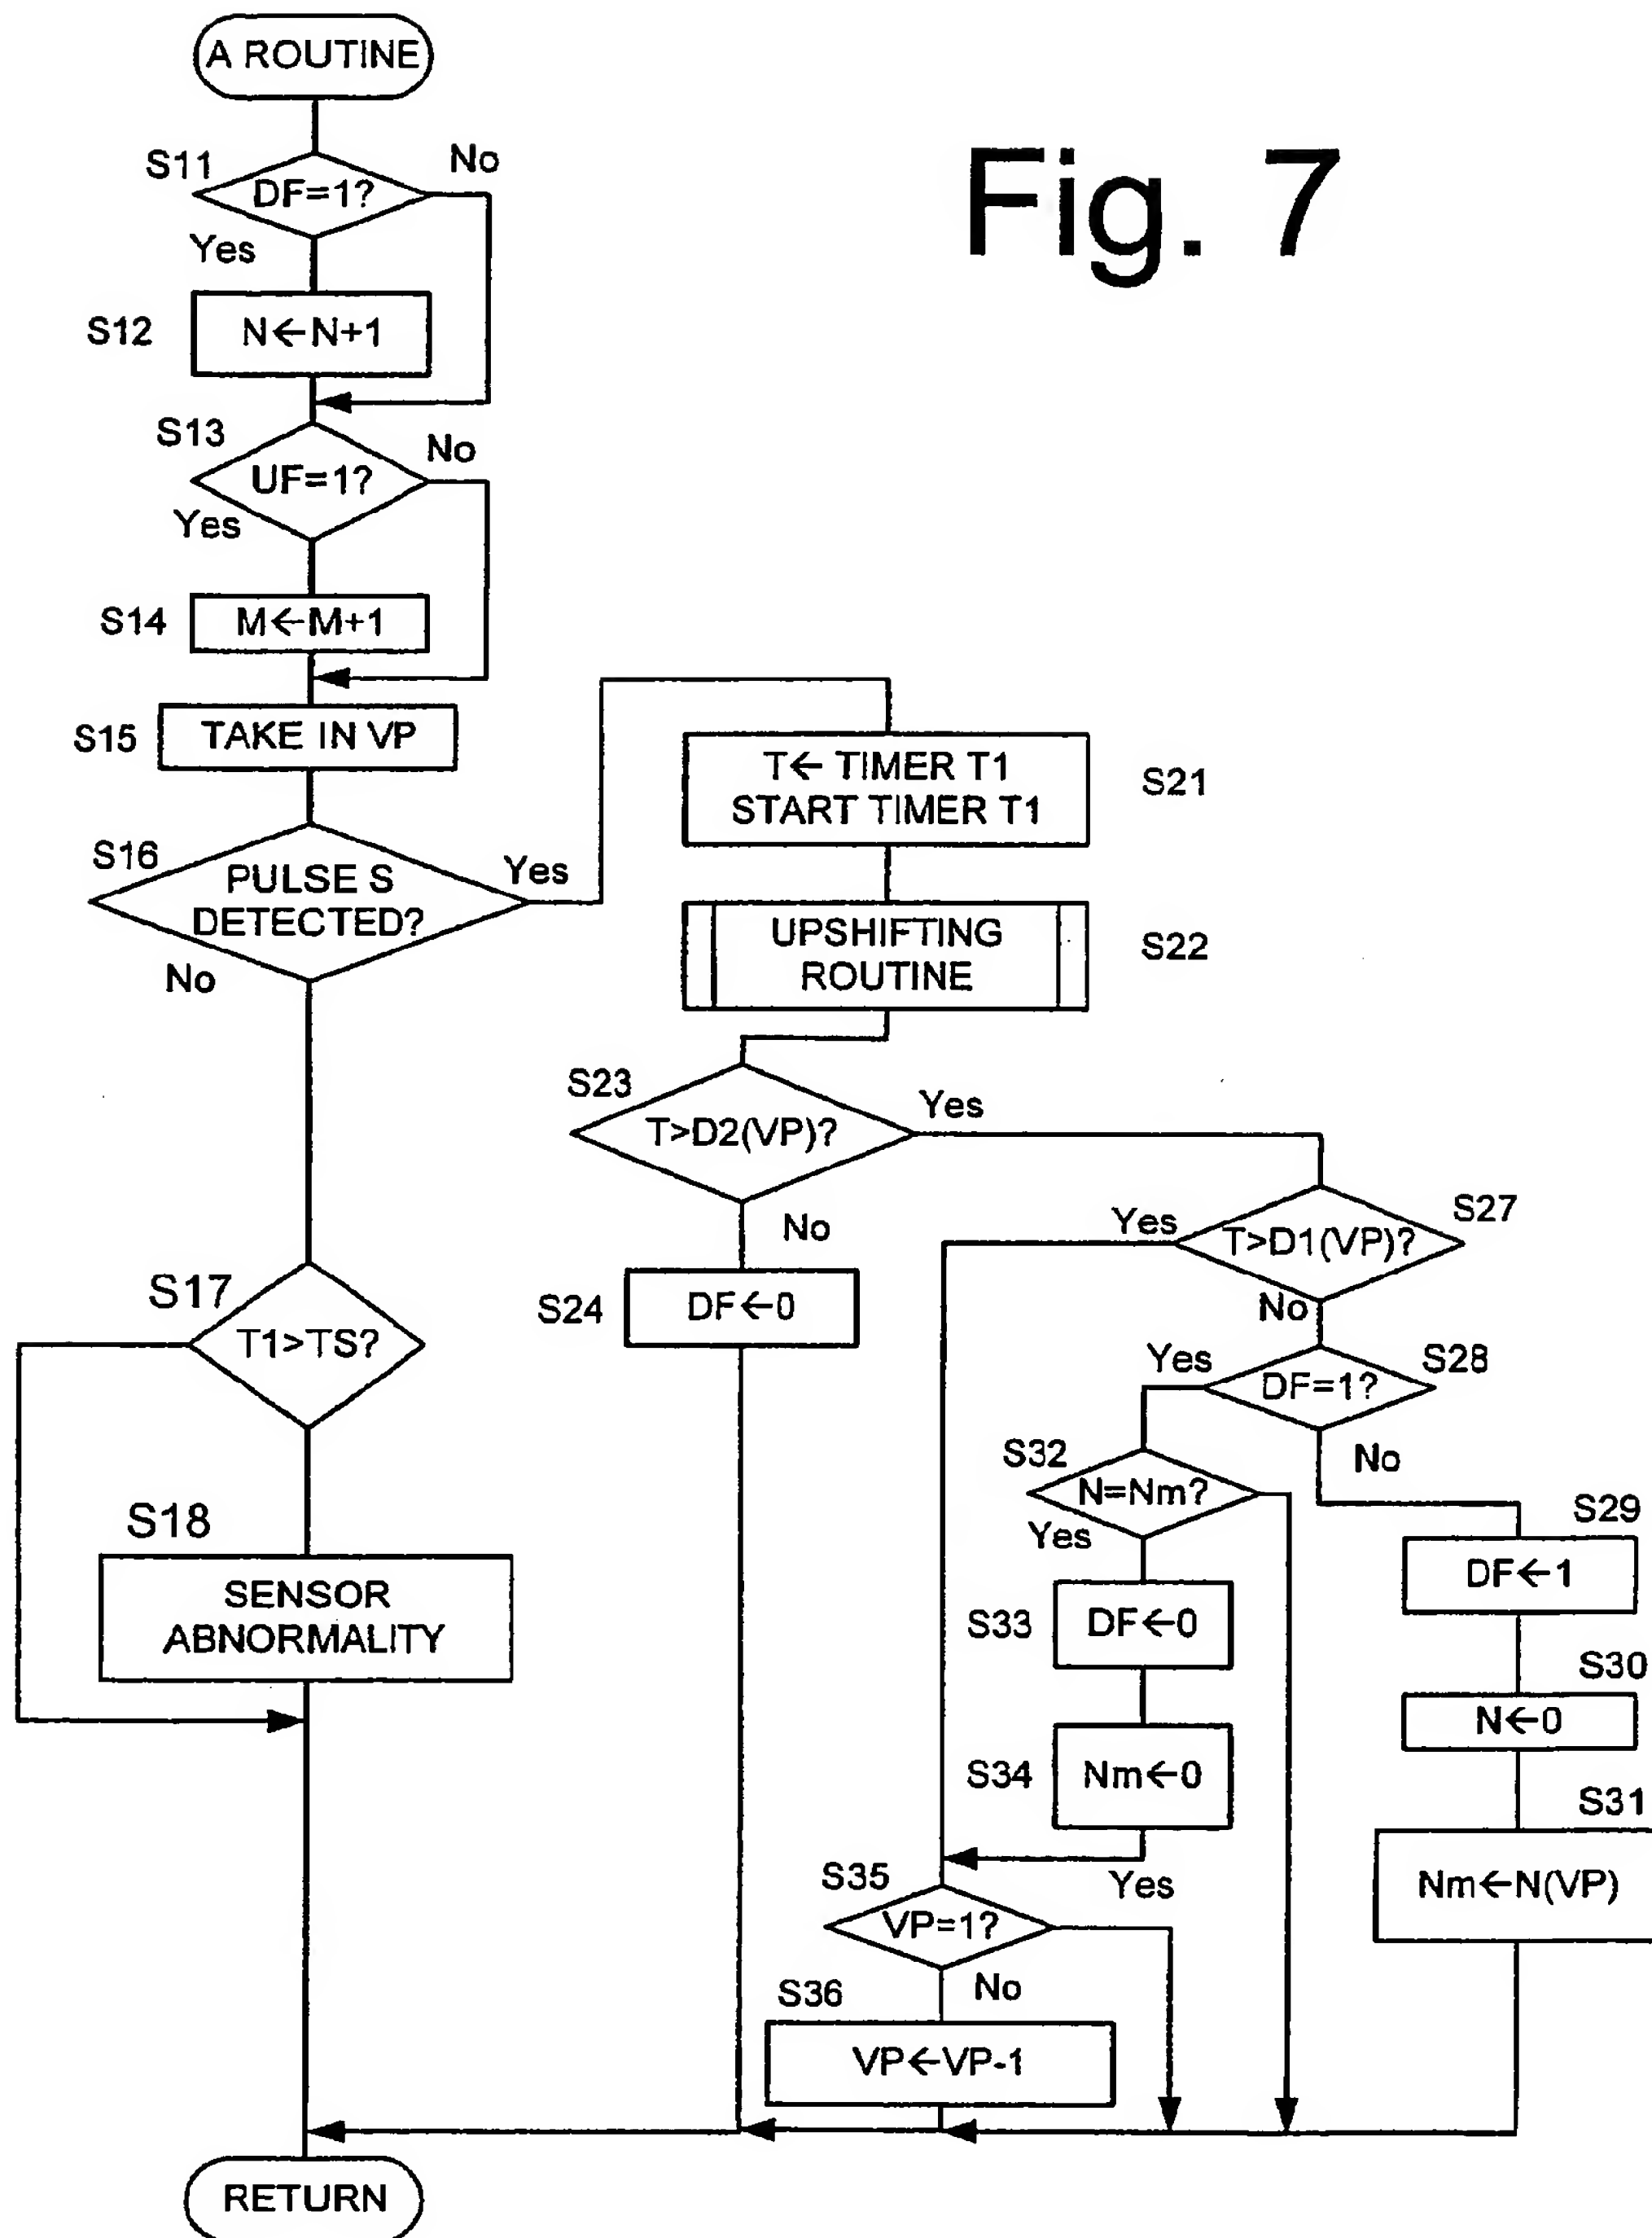 Fig. 7
A ROUTINE
S11
DF=1?
No
Yes
S12
N←N+1
S13
UF=1?
No
Yes
S14
M←M+1
S15
TAKE IN VP
S16
PULSE S
DETECTED?
Yes
No
S17
T1>TS?
S18
SENSOR
ABNORMALITY
T← TIMER T1
START TIMER T1
S21
UPSHIFTING
ROUTINE
S22
S23
T>D2(VP)?
Yes
No
S24
DF←0
S27
T>D1(VP)?
Yes
No
S28
DF=1?
Yes
No
S32
N=Nm?
Yes
S33
DF←0
S34
Nm←0
S29
DF←1
S30
N←0
S31
Nm←N(VP)
S35
VP=1?
Yes
No
S36
VP←VP-1
RETURN